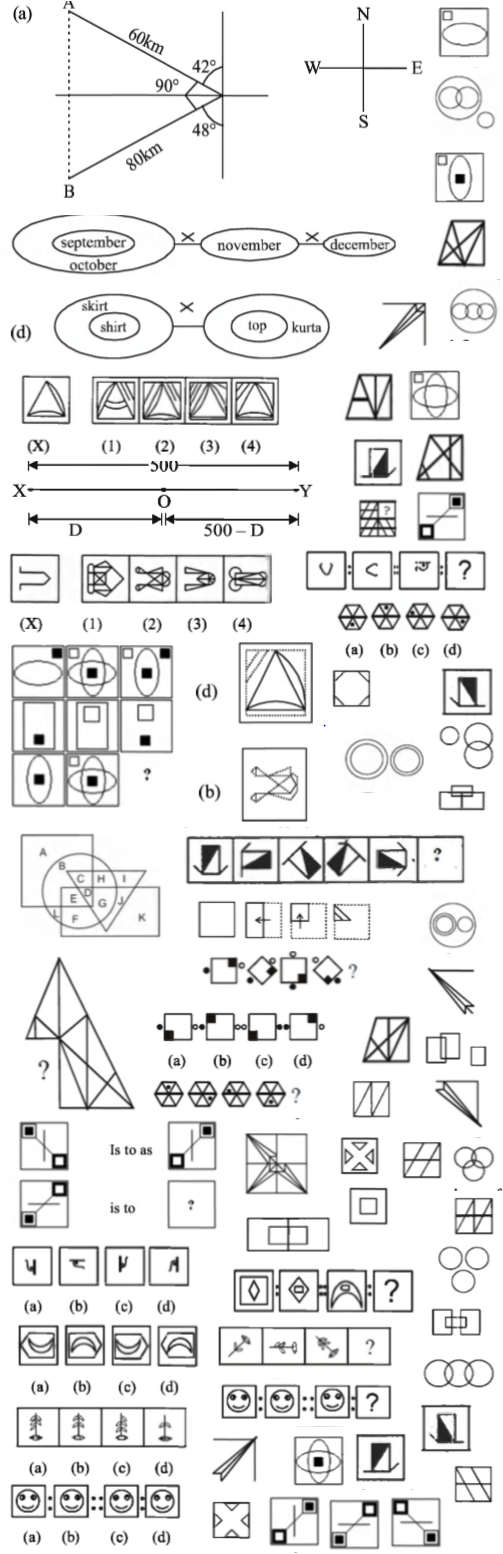 (a)
A
60km
42°
90°
48°
80km
B
N
W
E
S
september
october
november
december
(d)
skirt
shirt
top
kurta
(X)
(1)
(2)
(3)
(4)
500
X
O
Y
D
500 – D
?
(X)
(1)
(2)
(3)
(4)
: :: : ?
(a)
(b)
(c)
(d)
(d)
?
(b)
A
B
C
H
I
D
E
G
J
L
F
K
?
?
?
(a)
(b)
(c)
(d)
?
Is to as
is to
?
(a)
(b)
(c)
(d)
: :: : ?
(a)
(b)
(c)
(d)
?
: :: : ?
(a)
(b)
(c)
(d)
: :: :
(a)
(b)
(c)
(d)